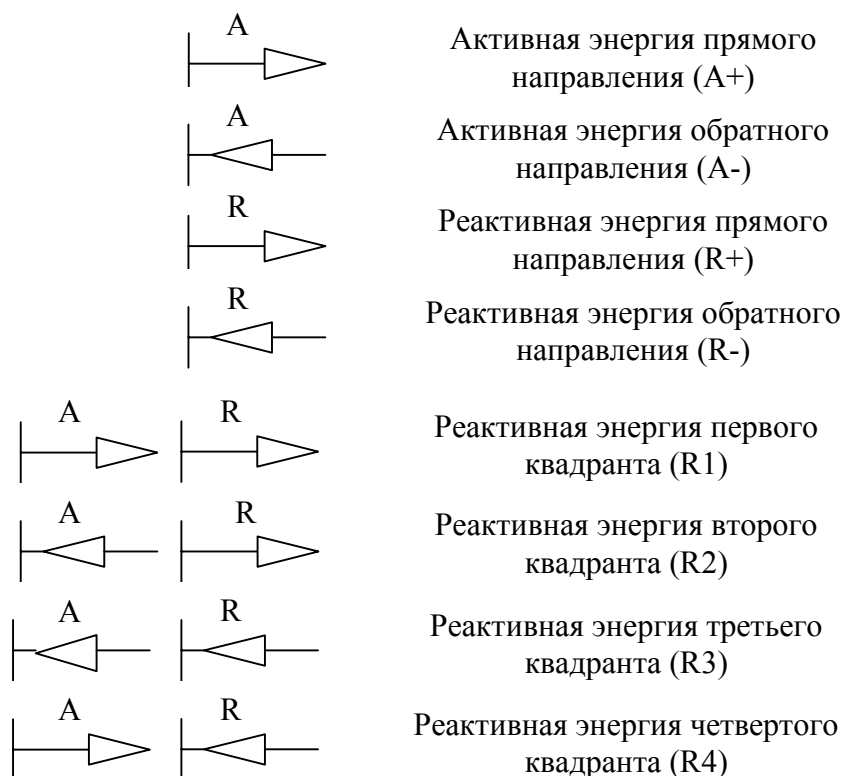 A
Активная энергия прямого
направления (A+)
A
Активная энергия обратного
направления (A-)
R
Реактивная энергия прямого
направления (R+)
R
Реактивная энергия обратного
направления (R-)
A R
Реактивная энергия первого
квадранта (R1)
A R
Реактивная энергия второго
квадранта (R2)
A R
Реактивная энергия третьего
квадранта (R3)
A R
Реактивная энергия четвертого
квадранта (R4)